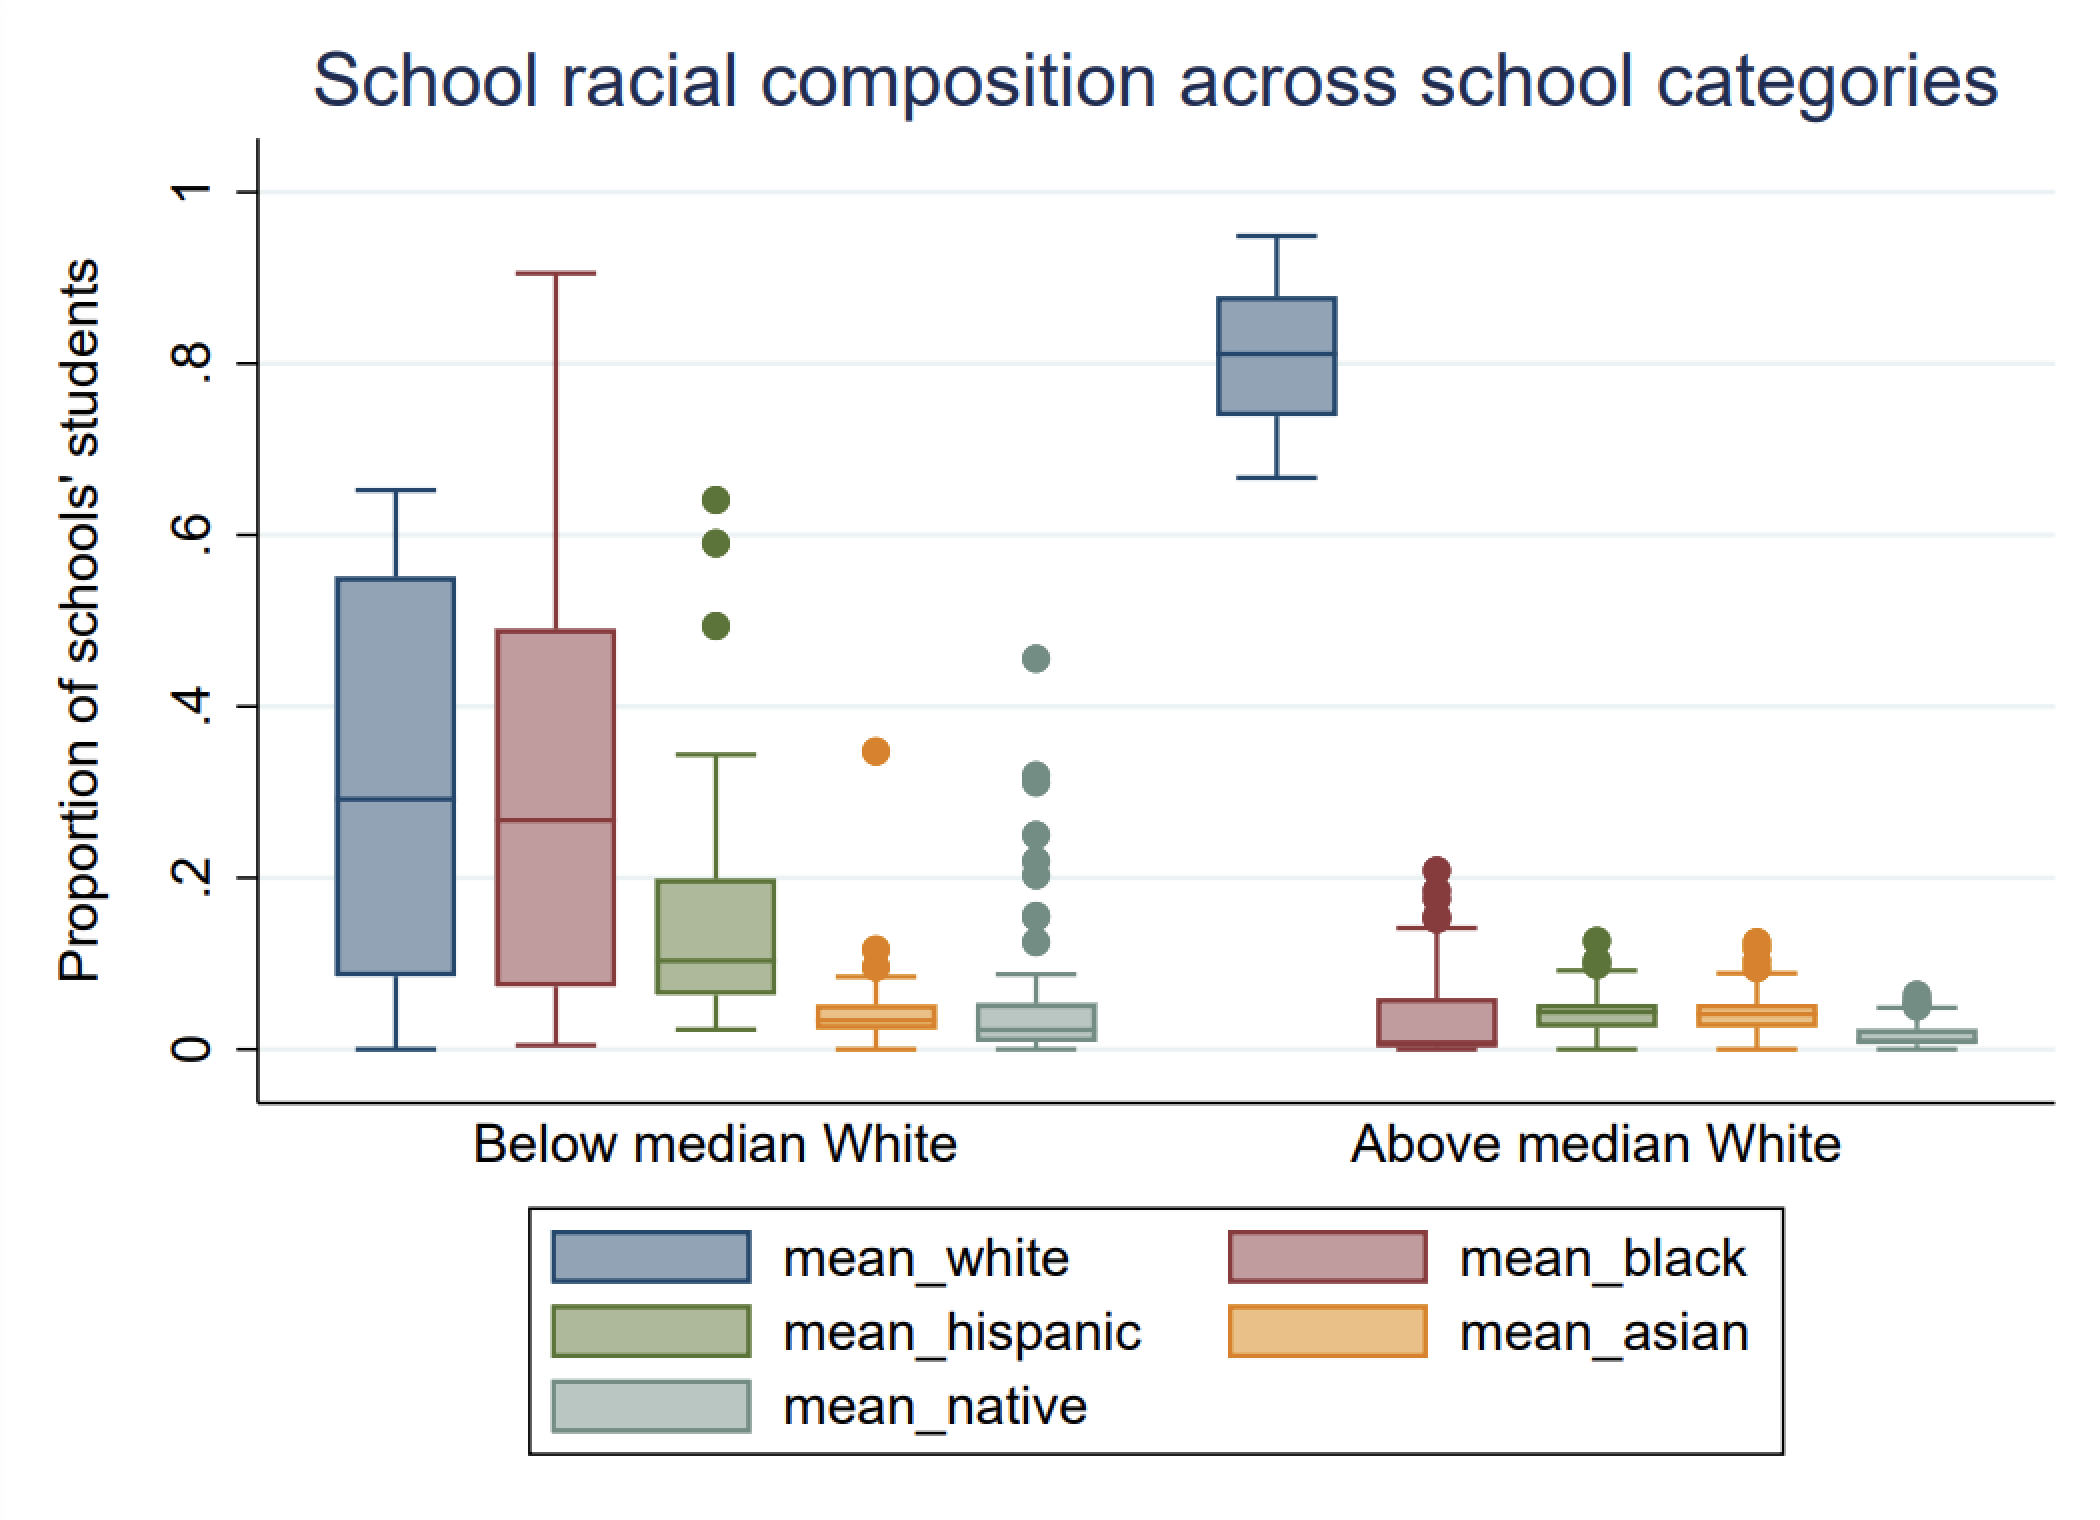 School racial composition across school categories
Proportion of schools' students
1
.8
.6
.4
.2
0
Below median White
Above median White
mean_white
mean_black
mean_hispanic
mean_asian
mean_native